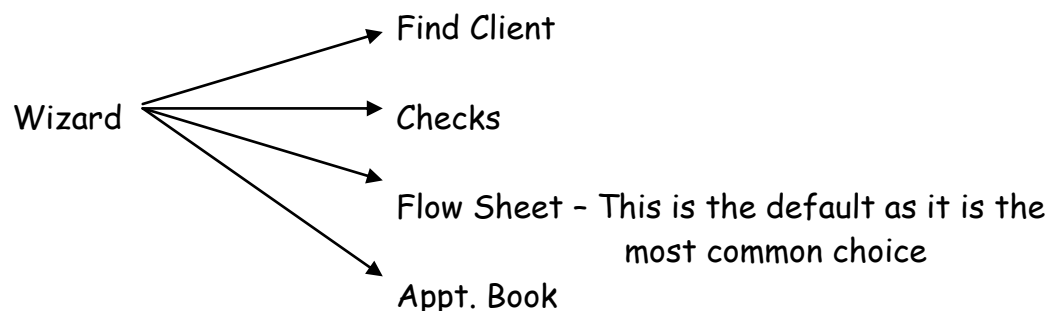 Find Client
Wizard
Checks
Flow Sheet – This is the default as it is the
most common choice
Appt. Book